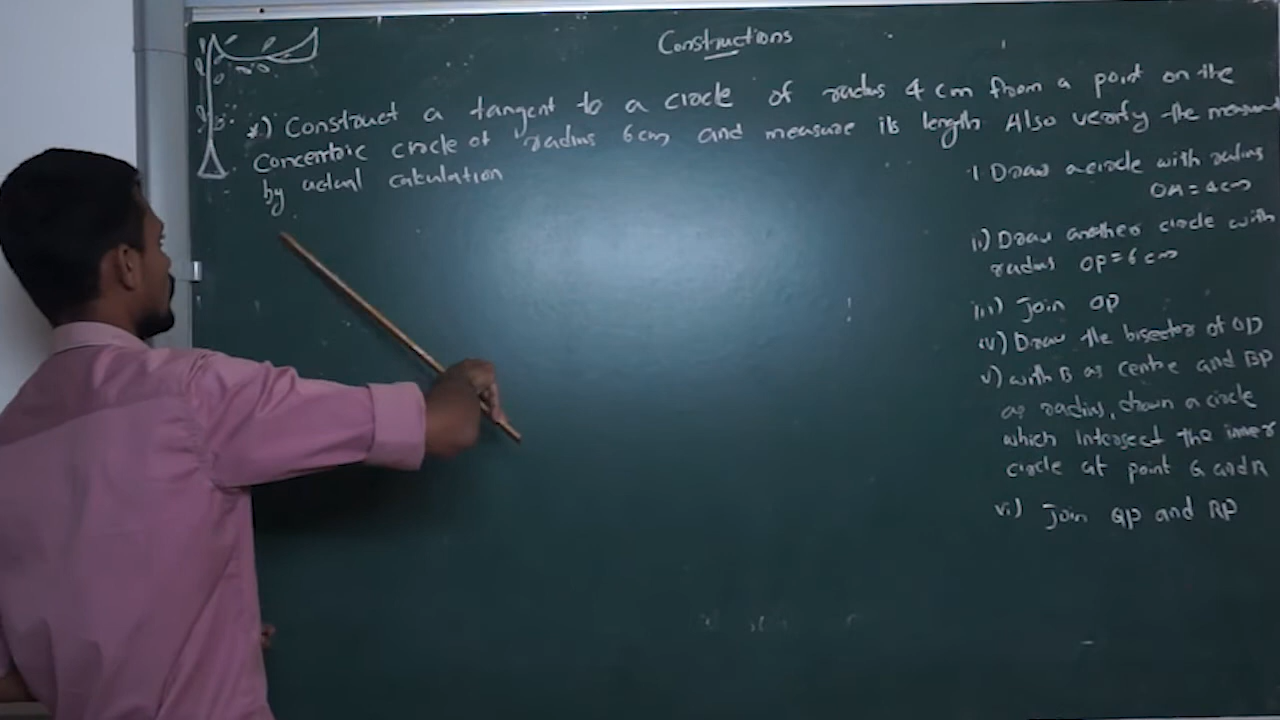 Constructions
*) Construct a tangent to a circle of radius 4 cm from a point on the
Concentric circle of radius 6cm and measure its length Also verify the measure
by actual calculation
i Draw a circle with radius
OA = 4cm
ii) Draw another circle with
radius OP = 6 cm
iii) Join OP
iv) Draw the bisector of OP
v) with B as centre and BP
as radius, drawn a circle
which Intersect the inner
circle at point Q and R
vi) Join QP and RP